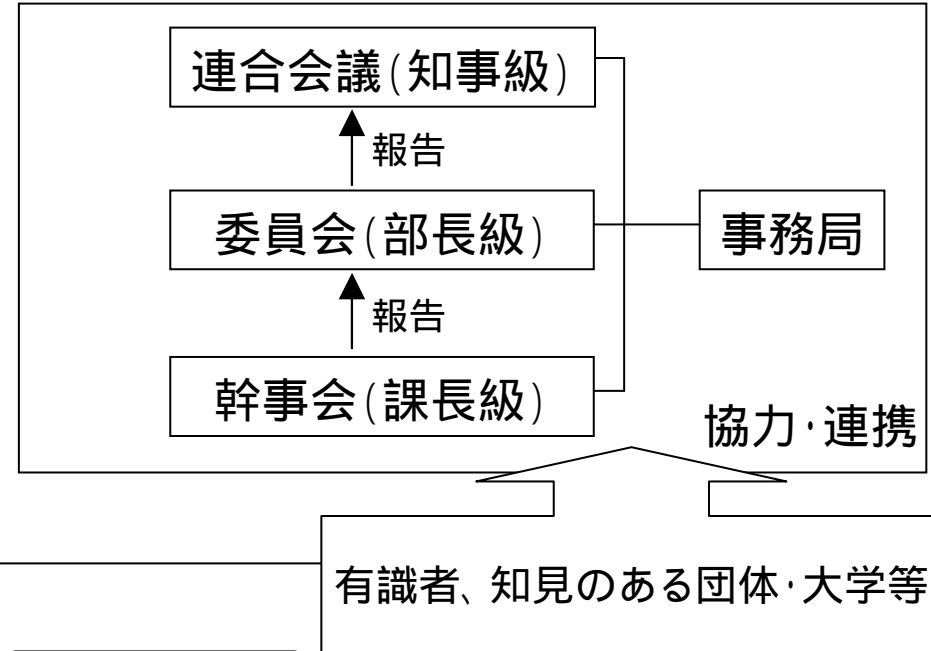 連合会議(知事級)
報告
委員会(部長級)
事務局
報告
幹事会(課長級)
協力・連携
有識者、知見のある団体・大学等